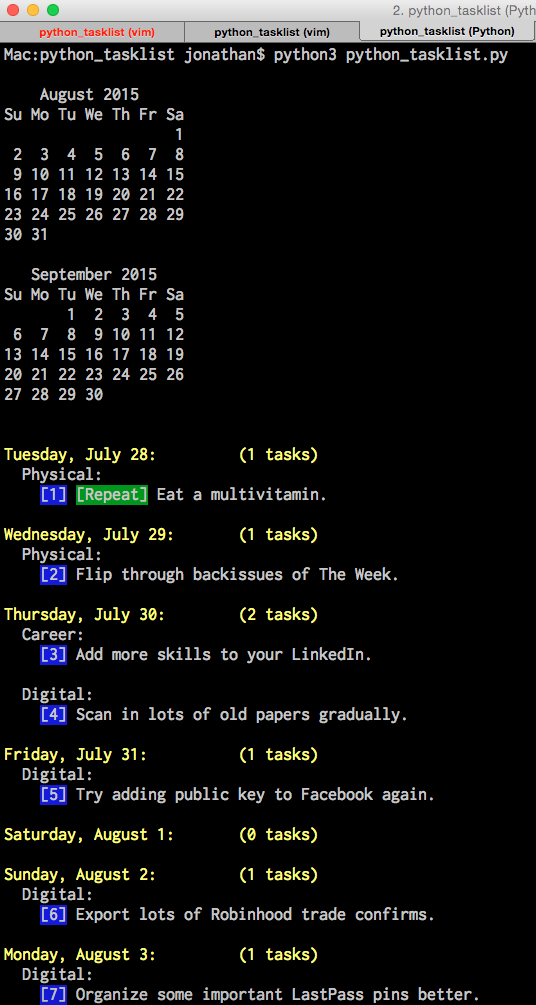 2. python_tasklist (Pyth
python_tasklist (vim) python_tasklist (vim) python_tasklist (Python)
Mac:python_tasklist jonathan$ python3 python_tasklist.py
August 2015
Su Mo Tu We Th Fr Sa
1
2 3 4 5 6 7 8
9 10 11 12 13 14 15
16 17 18 19 20 21 22
23 24 25 26 27 28 29
30 31
September 2015
Su Mo Tu We Th Fr Sa
1 2 3 4 5
6 7 8 9 10 11 12
13 14 15 16 17 18 19
20 21 22 23 24 25 26
27 28 29 30
Tuesday, July 28: (1 tasks)
Physical:
[1] [Repeat] Eat a multivitamin.
Wednesday, July 29: (1 tasks)
Physical:
[2] Flip through backissues of The Week.
Thursday, July 30: (2 tasks)
Career:
[3] Add more skills to your LinkedIn.
Digital:
[4] Scan in lots of old papers gradually.
Friday, July 31: (1 tasks)
Digital:
[5] Try adding public key to Facebook again.
Saturday, August 1: (0 tasks)
Sunday, August 2: (1 tasks)
Digital:
[6] Export lots of Robinhood trade confirms.
Monday, August 3: (1 tasks)
Digital:
[7] Organize some important LastPass pins better.